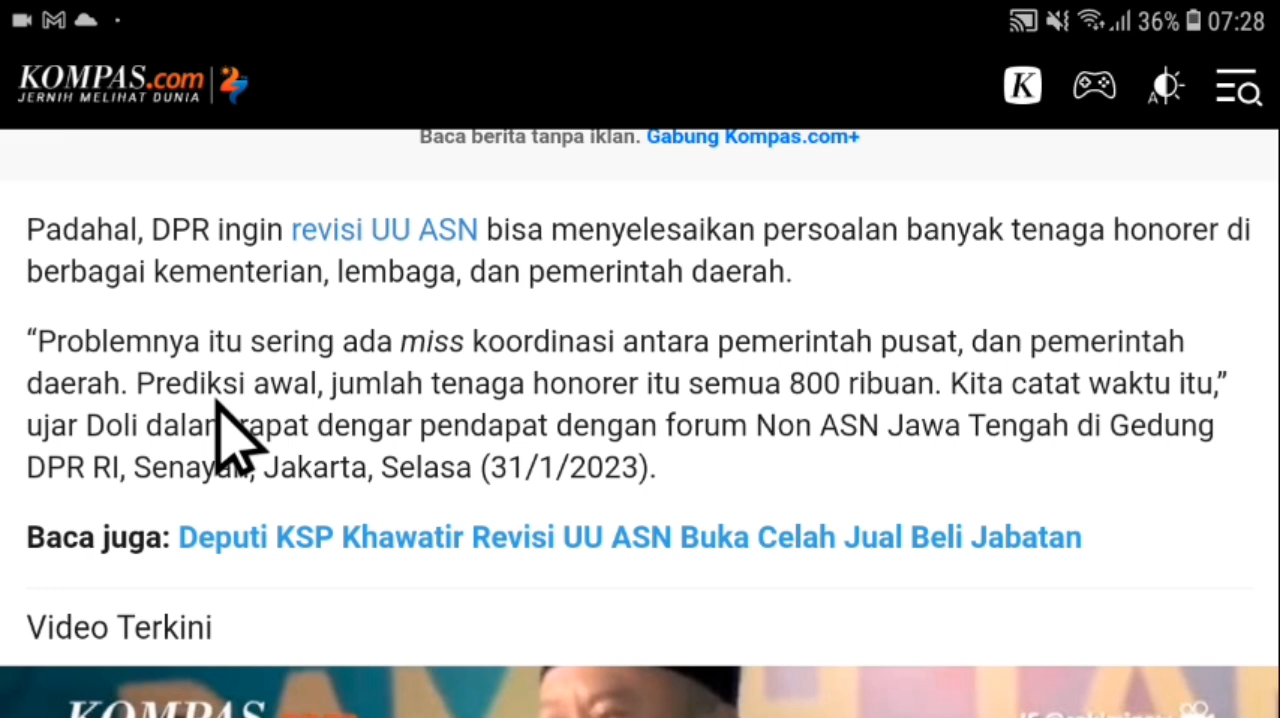 36% 07:28
KOMPAS.com
JERNIH MELIHAT DUNIA
K
A
Baca berita tanpa iklan. Gabung Kompas.com+
Padahal, DPR ingin revisi UU ASN bisa menyelesaikan persoalan banyak tenaga honorer di
berbagai kementerian, lembaga, dan pemerintah daerah.
“Problemnya itu sering ada miss koordinasi antara pemerintah pusat, dan pemerintah
daerah. Prediksi awal, jumlah tenaga honorer itu semua 800 ribuan. Kita catat waktu itu,”
ujar Doli dalam rapat dengar pendapat dengan forum Non ASN Jawa Tengah di Gedung
DPR RI, Senayan, Jakarta, Selasa (31/1/2023).
Baca juga: Deputi KSP Khawatir Revisi UU ASN Buka Celah Jual Beli Jabatan
Video Terkini
KOMPAS